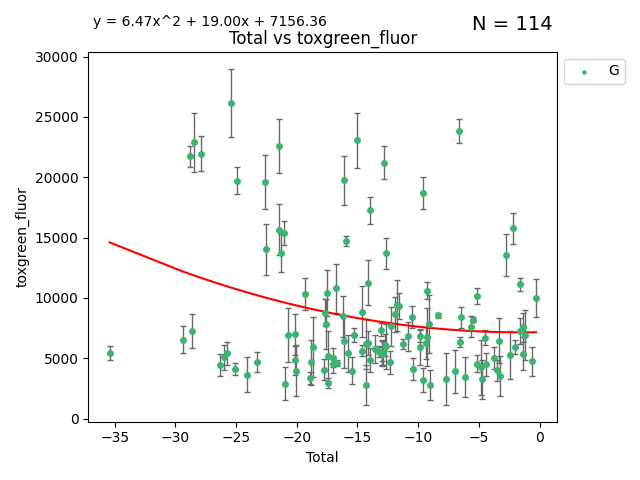 y = 6.47x^2 + 19.00x + 7156.36
N = 114
Total vs toxgreen_fluor
G
toxgreen_fluor
30000
25000
20000
15000
10000
5000
0
−35 −30 −25 −20 −15 −10 −5 0
Total